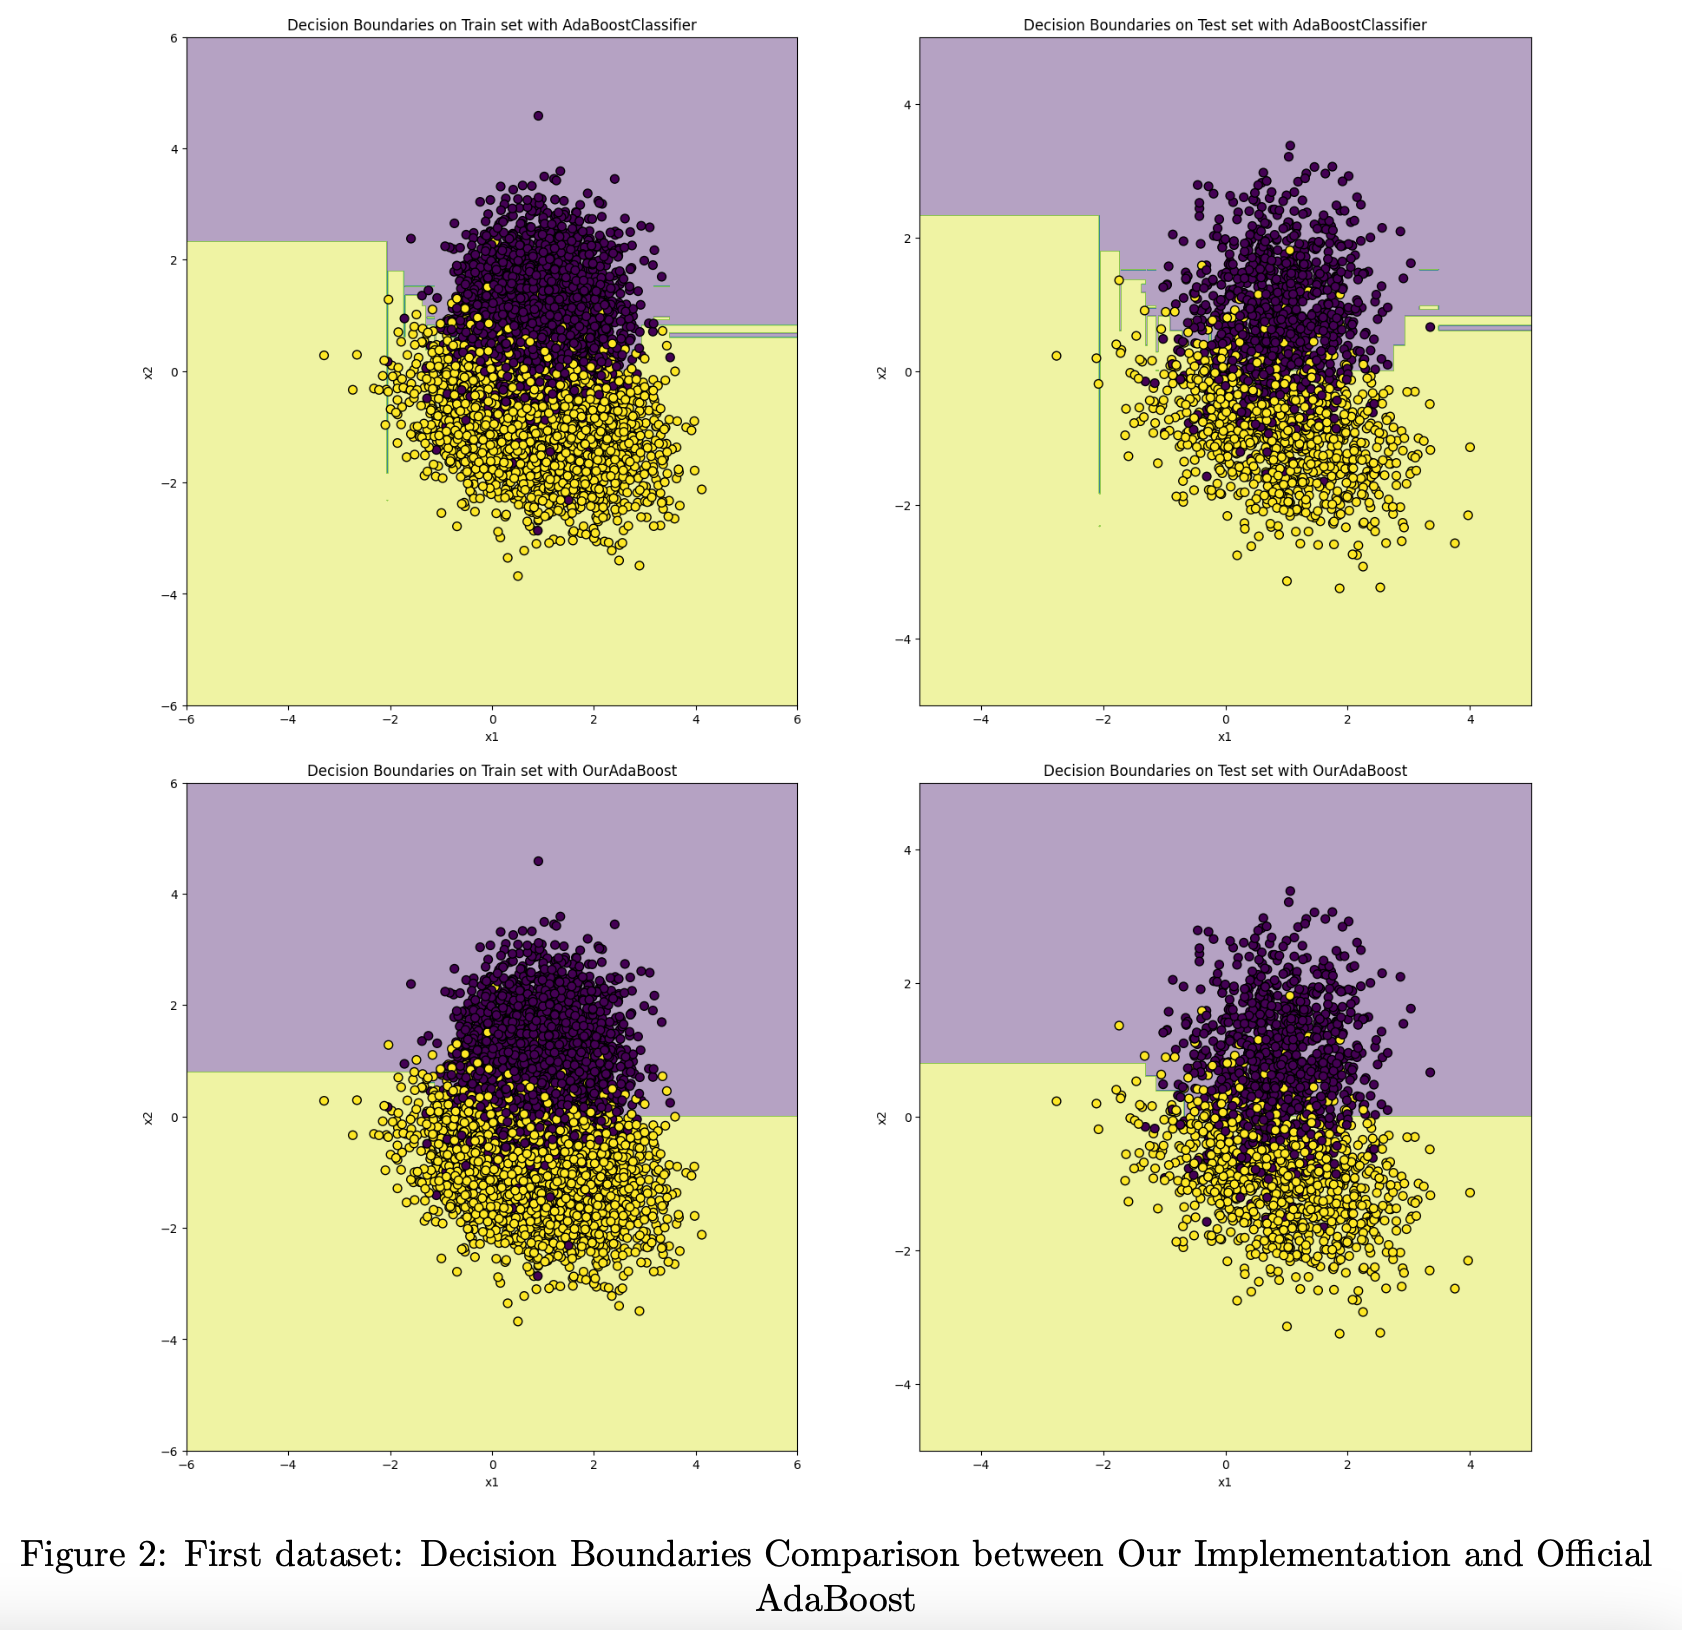 Decision Boundaries on Train set with AdaBoostClassifier
6
4
2
0
−2
−4
−6
x2
−6 −4 −2 0 2 4 6
x1
Decision Boundaries on Test set with AdaBoostClassifier
4
2
0
−2
−4
x2
−4 −2 0 2 4
x1
Decision Boundaries on Train set with OurAdaBoost
6
4
2
0
−2
−4
−6
x2
−6 −4 −2 0 2 4 6
x1
Decision Boundaries on Test set with OurAdaBoost
4
2
0
−2
−4
x2
−4 −2 0 2 4
x1
Figure 2: First dataset: Decision Boundaries Comparison between Our Implementation and Official
AdaBoost